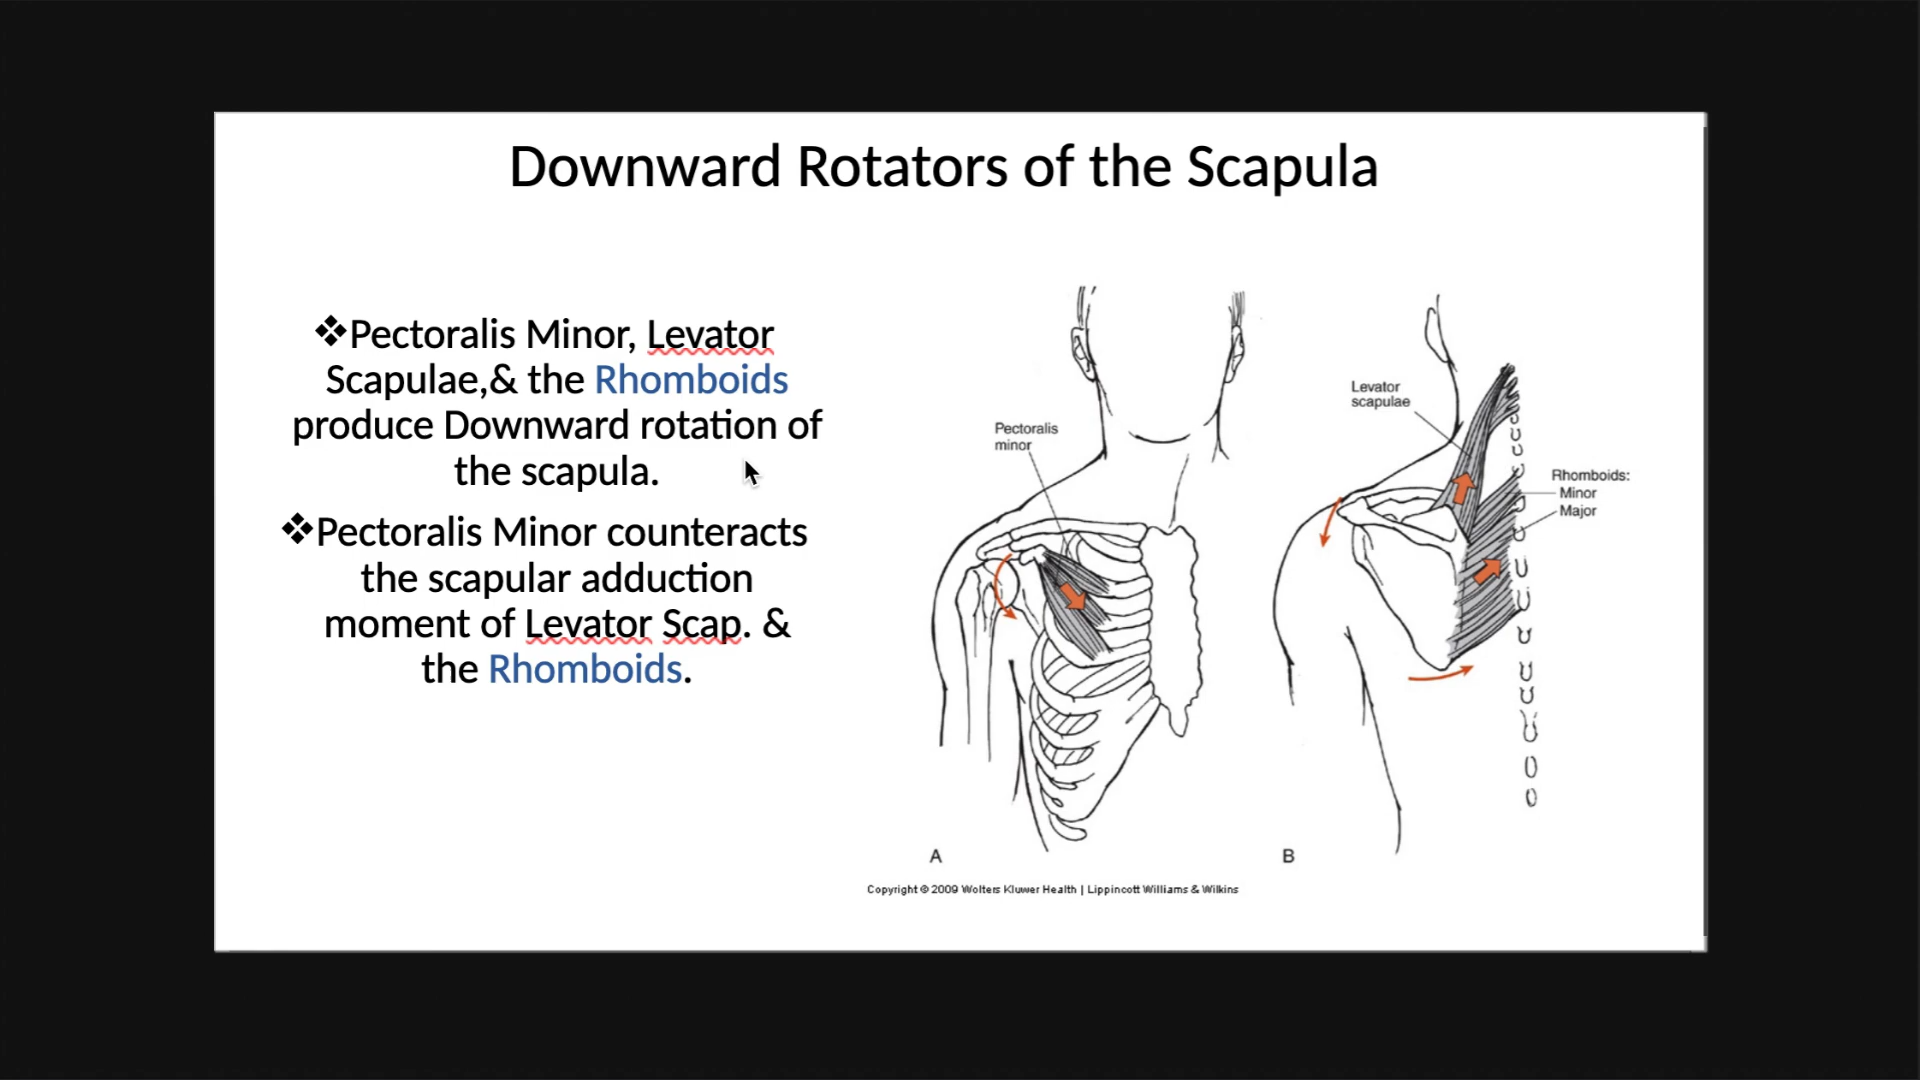 Downward Rotators of the Scapula
❖Pectoralis Minor, Levator
Scapulae,& the Rhomboids
produce Downward rotation of
the scapula.
❖Pectoralis Minor counteracts
the scapular adduction
moment of Levator Scap. &
the Rhomboids.
Pectoralis
minor
A
Levator
scapulae
Rhomboids:
Minor
Major
B
Copyright © 2009 Wolters Kluwer Health | Lippincott Williams & Wilkins